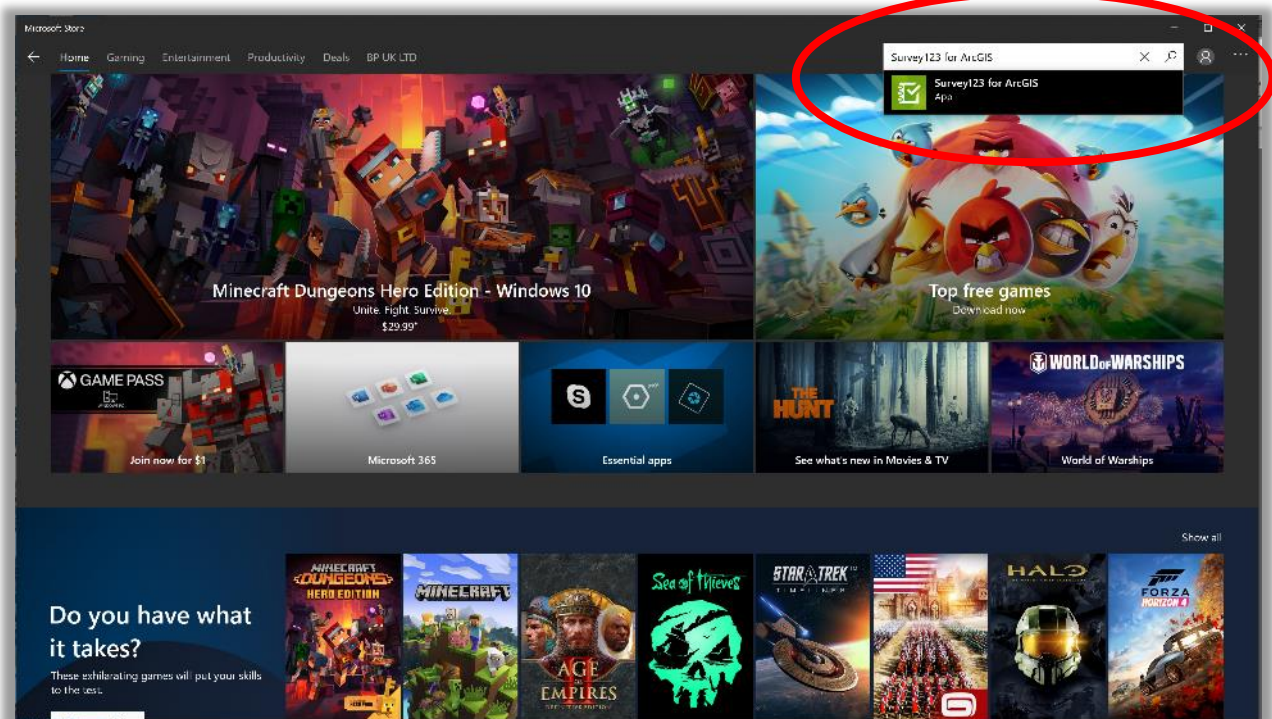 Microsoft Store
Home Gaming Entertainment Productivity Deals BP UK LTD
Survey123 for ArcGIS
Survey123 for ArcGIS
App
Minecraft Dungeons Hero Edition - Windows 10
Unite. Fight. Survive.
$29.99+
Top free games
Download now
GAME PASS
Join now for $1
Microsoft 365
Essential apps
THE
HUNT
See what's new in Movies & TV
WORLD OF WARSHIPS
World of Warships
Show all
Do you have what
it takes?
These exhilarating games will put your skills
to the test.
MINECRAFT
DUNGEONS
HERO EDITION
MINECRAFT
AGE
OF
EMPIRES
II
DEFINITIVE EDITION
Sea of Thieves
STAR TREK
TIMELINES
HALO
FORZA
HORIZON 4